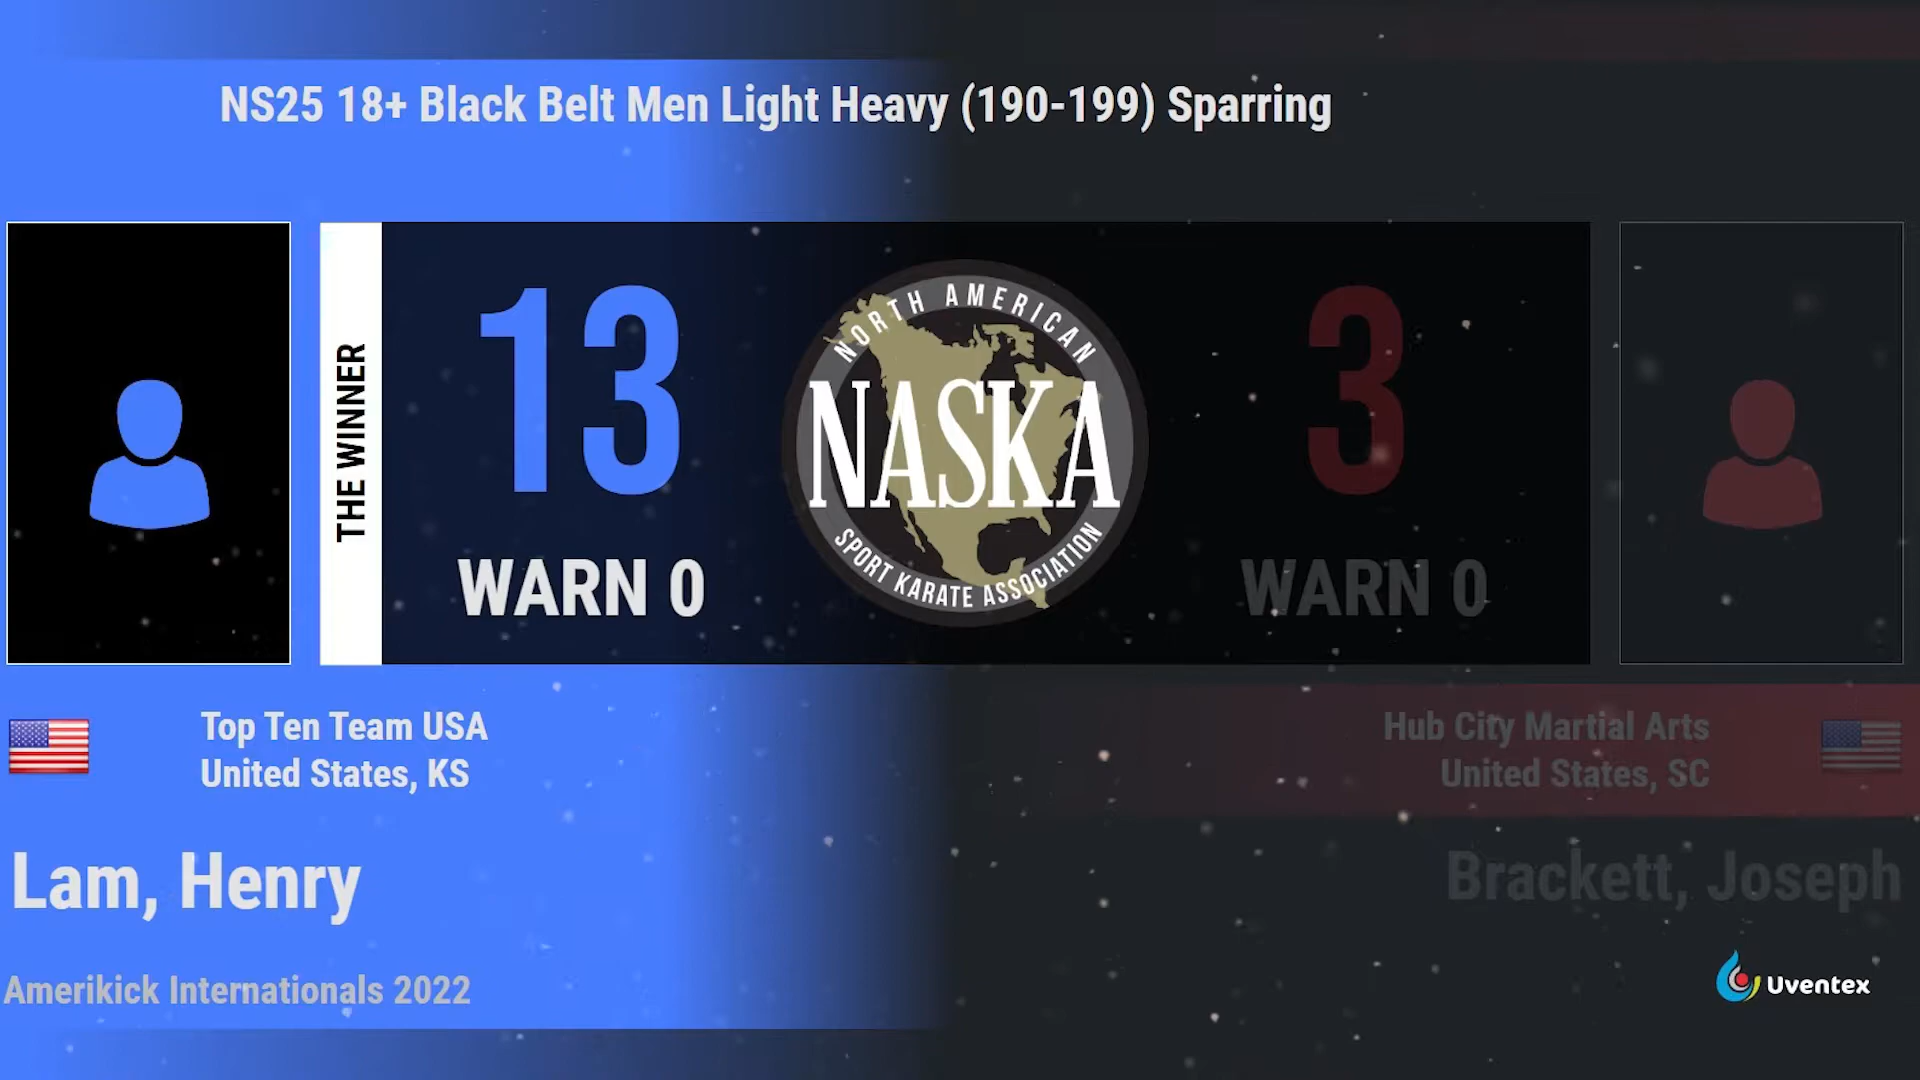 NS25 18+ Black Belt Men Light Heavy (190-199) Sparring
THE WINNER
13
WARN 0
NORTH AMERICAN
NASKA
SPORT KARATE ASSOCIATION
3
WARN 0
Top Ten Team USA
United States, KS
Hub City Martial Arts
United States, SC
Lam, Henry
Brackett, Joseph
Amerikick Internationals 2022
Uventex